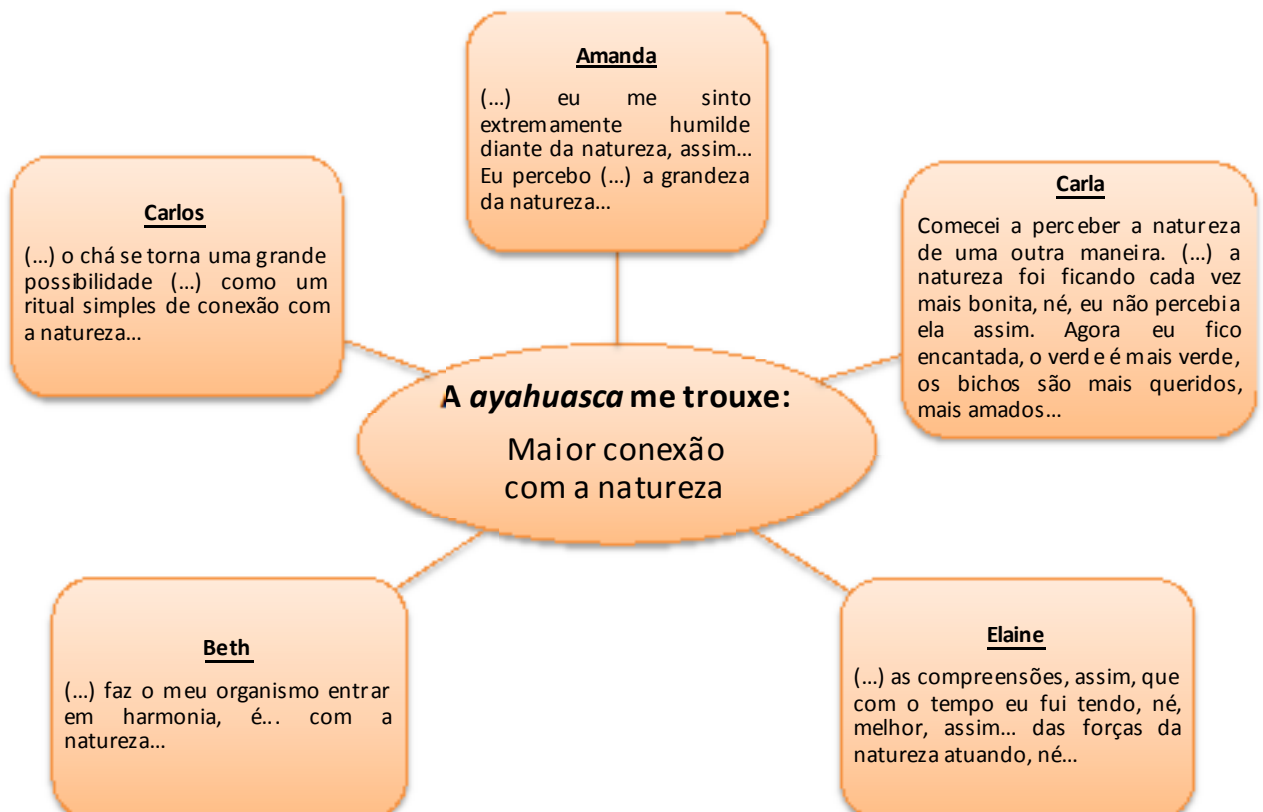 Amanda
(...) eu me sinto
extremamente humilde
diante da natureza, assim...
Eu percebo (...) a grandeza
da natureza...
Carlos
(...) o chá se torna uma grande
possibilidade (...) como um
ritual simples de conexão com
a natureza...
Carla
Comecei a perceber a natureza
de uma outra maneira. (...) a
natureza foi ficando cada vez
mais bonita, né, eu não percebia
ela assim. Agora eu fico
encantada, o verde é mais verde,
os bichos são mais queridos,
mais amados...
A ayahuasca me trouxe:
Maior conexão
com a natureza
Beth
(...) faz o meu organismo entrar
em harmonia, é... com a
natureza...
Elaine
(...) as compreensões, assim, que
com o tempo eu fui tendo, né,
melhor, assim... das forças da
natureza atuando, né...